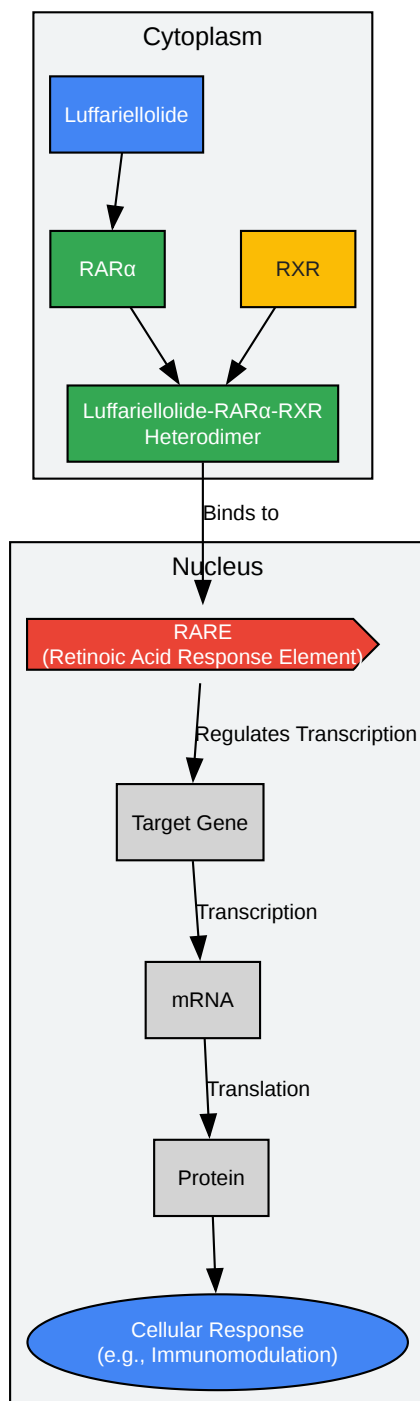 Cytoplasm
Luffariellolide
RARα
RXR
Luffariellolide-RARα-RXR
Heterodimer
Binds to
Nucleus
RARE
(Retinoic Acid Response Element)
Regulates Transcription
Target Gene
Transcription
mRNA
Translation
Protein
Cellular Response
(e.g., Immunomodulation)